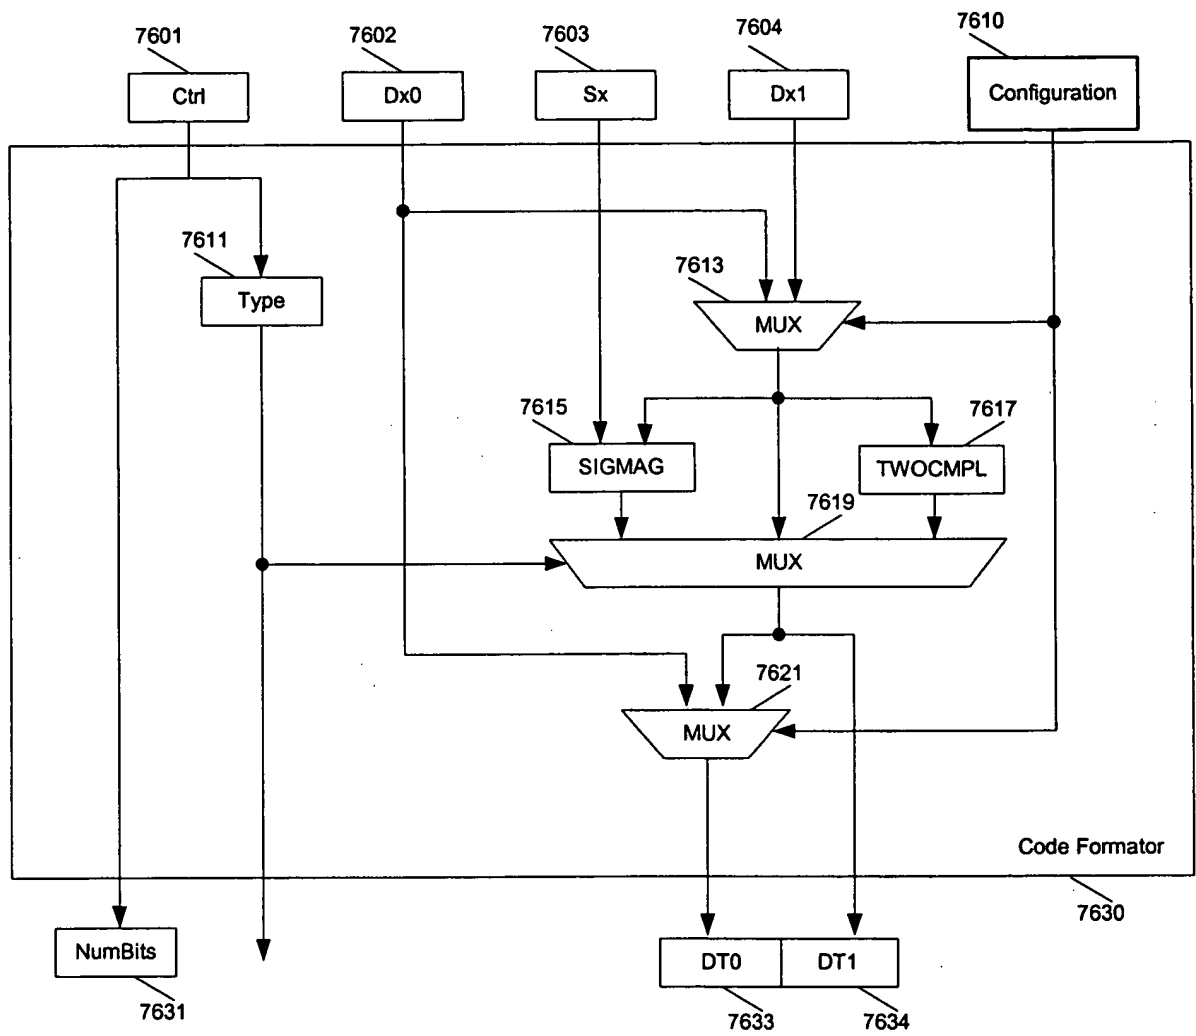 7601
7602
7603
7604
7610
Ctrl
Dx0
Sx
Dx1
Configuration
7611
Type
7613
MUX
7615
SIGMAG
7617
TWOCMPL
7619
MUX
7621
MUX
Code Formator
7630
NumBits
7631
DT0
DT1
7633
7634